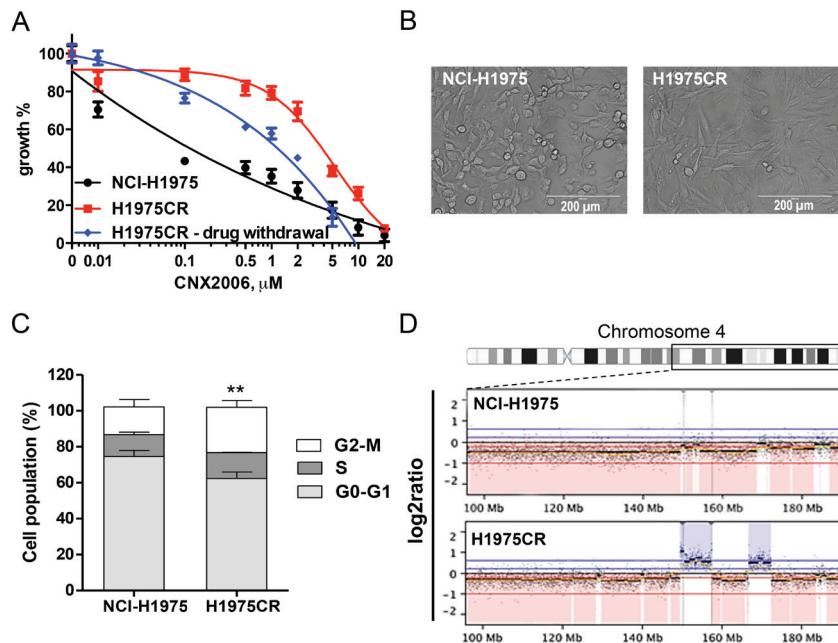 A
100
80
60
40
20
0
growth %
NCI-H1975
H1975CR
H1975CR - drug withdrawal
0 0.01 0.1 0.5 1 2 5 10 20
CNX2006, μM
B
NCI-H1975
200 μm
H1975CR
200 μm
C
Cell population (%)
120
100
80
60
40
20
0
**
NCI-H1975 H1975CR
G2-M
S
G0-G1
D
Chromosome 4
log2ratio
NCI-H1975
2
1
0
-1
-2
100 Mb 120 Mb 140 Mb 160 Mb 180 Mb
H1975CR
2
1
0
-1
-2
100 Mb 120 Mb 140 Mb 160 Mb 180 Mb